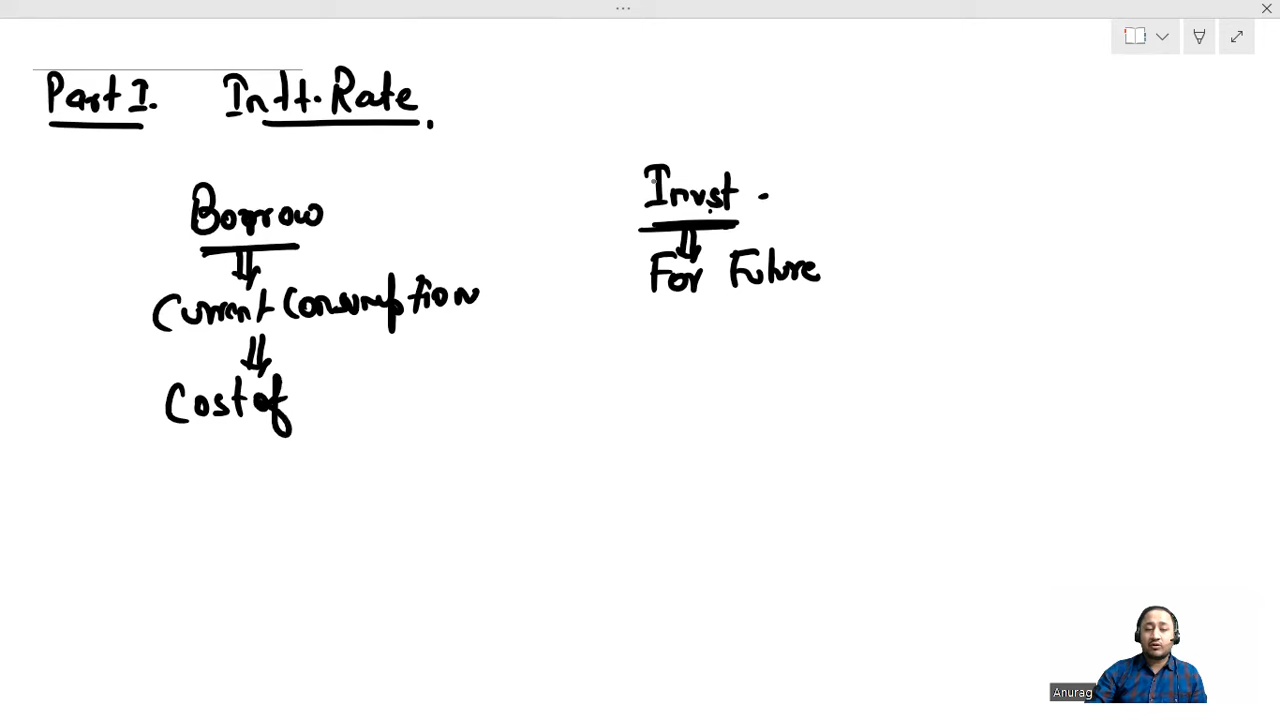 Part I. Intt. Rate.
Borrow
Current Consumption
Cost of
Invst.
For Future
Anurag